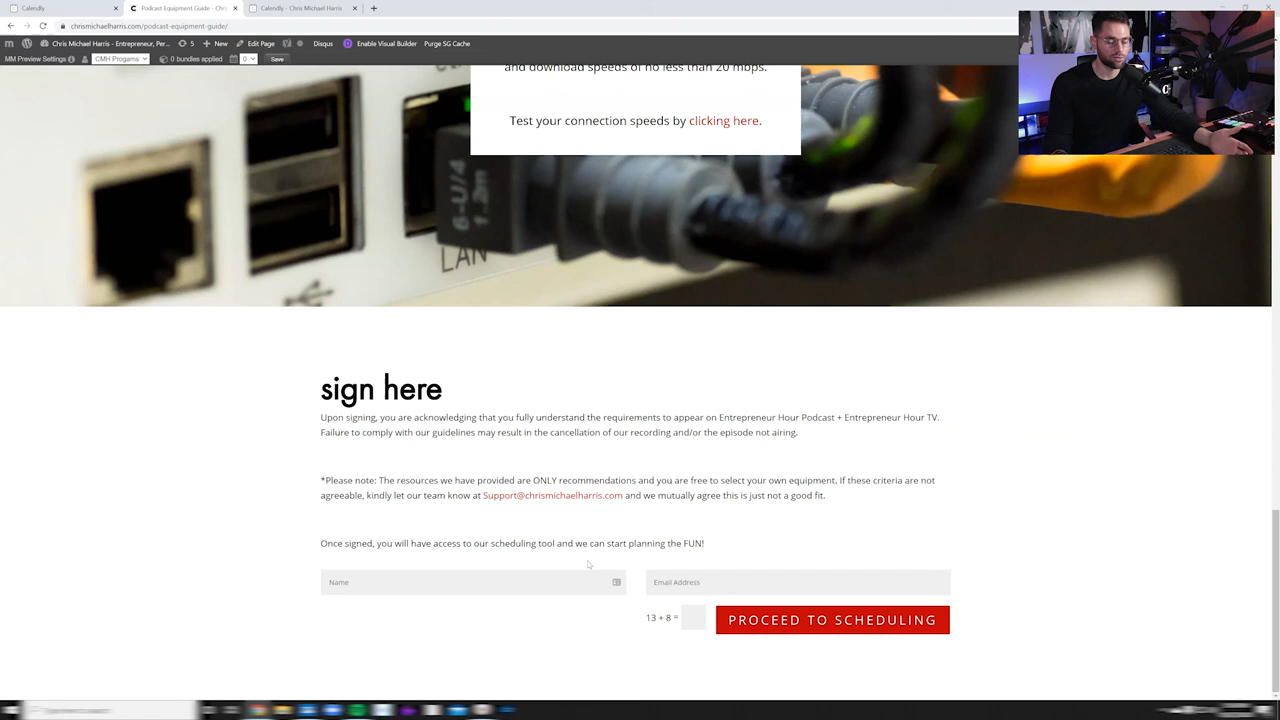 Calendly
Podcast Equipment Guide - Chris
Calendly - Chris Michael Harris
chrismichaelharris.com/podcast-equipment-guide/
Chris Michael Harris - Entrepreneur, Per... 5 New Edit Page Disqus Enable Visual Builder Purge SG Cache
MM Preview Settings CMH Progams 0 bundles applied 0 Save
and download speeds of no less than 20 mbps.
Test your connection speeds by clicking here.
6-U/4
1.2m
LAN
sign here
Upon signing, you are acknowledging that you fully understand the requirements to appear on Entrepreneur Hour Podcast + Entrepreneur Hour TV.
Failure to comply with our guidelines may result in the cancellation of our recording and/or the episode not airing.
*Please note: The resources we have provided are ONLY recommendations and you are free to select your own equipment. If these criteria are not
agreeable, kindly let our team know at Support@chrismichaelharris.com and we mutually agree this is just not a good fit.
Once signed, you will have access to our scheduling tool and we can start planning the FUN!
Name
Email Address
13 + 8 =
PROCEED TO SCHEDULING